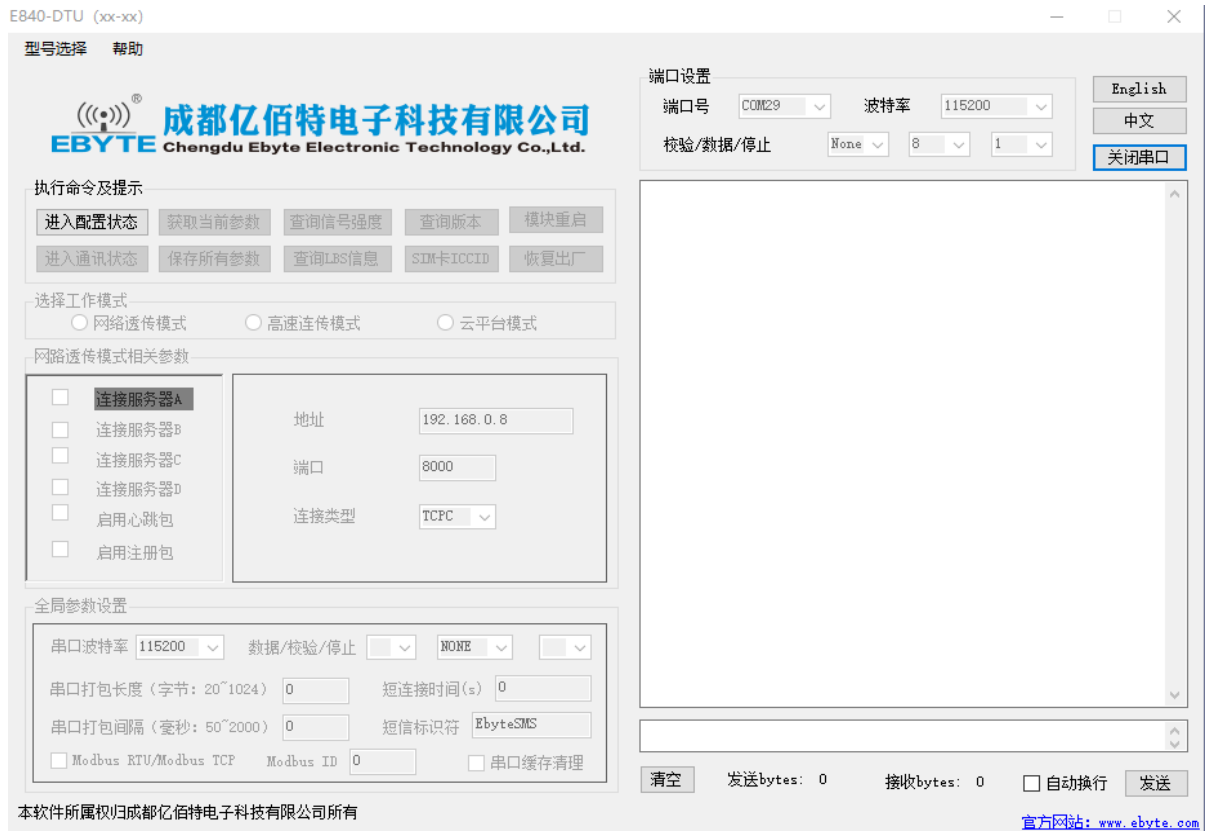 E840-DTU (xx-xx)
型号选择 帮助
((·)) ® 成都亿佰特电子科技有限公司
EBYTE Chengdu Ebyte Electronic Technology Co.,Ltd.
执行命令及提示
进入配置状态 获取当前参数 查询信号强度 查询版本 模块重启
进入通讯状态 保存所有参数 查询LBS信息 SIM卡ICCID 恢复出厂
选择工作模式
网络透传模式 高速连传模式 云平台模式
网路透传模式相关参数
连接服务器A
连接服务器B
连接服务器C
连接服务器D
启用心跳包
启用注册包
地址 192.168.0.8
端口 8000
连接类型 TCPC
全局参数设置
串口波特率 115200 数据/校验/停止 NONE
串口打包长度(字节: 20~1024) 0 短连接时间(s) 0
串口打包间隔(毫秒: 50~2000) 0 短信标识符 EbyteSMS
Modbus RTU/Modbus TCP Modbus ID 0 串口缓存清理
本软件所属权归成都亿佰特电子科技有限公司所有
端口设置
端口号 COM29 波特率 115200
校验/数据/停止 None 8 1
English
中文
关闭串口
清空 发送bytes: 0 接收bytes: 0 自动换行 发送
官方网站: www.ebyte.com